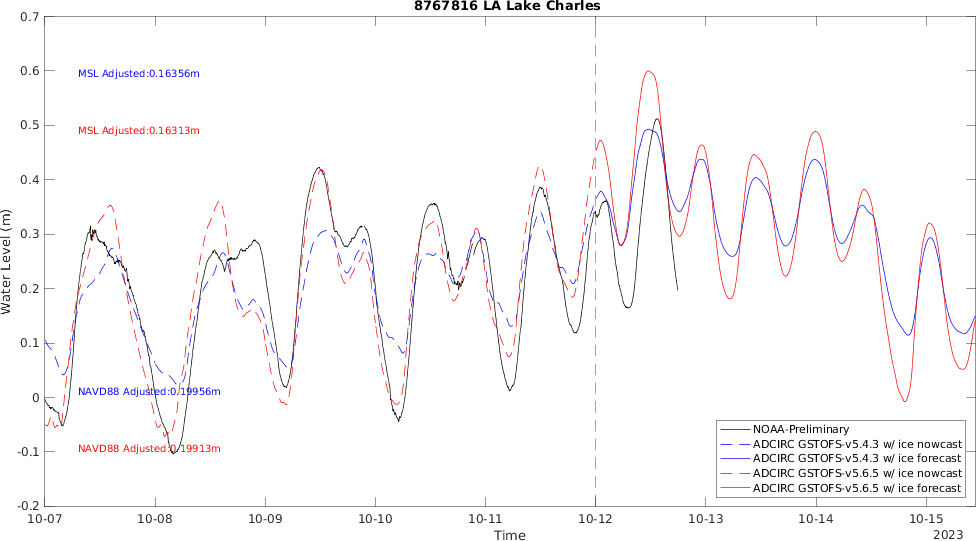 8767816 LA Lake Charles
0.7
0.6
0.5
0.4
0.3
0.2
0.1
0
-0.1
-0.2
Water Level (m)
MSL Adjusted:0.16356m
MSL Adjusted:0.16313m
NAVD88 Adjusted:0.19956m
NAVD88 Adjusted:0.19913m
NOAA-Preliminary
ADCIRC GSTOFS-v5.4.3 w/ ice nowcast
ADCIRC GSTOFS-v5.4.3 w/ ice forecast
ADCIRC GSTOFS-v5.6.5 w/ ice nowcast
ADCIRC GSTOFS-v5.6.5 w/ ice forecast
10-07 10-08 10-09 10-10 10-11 10-12 10-13 10-14 10-15
Time
2023